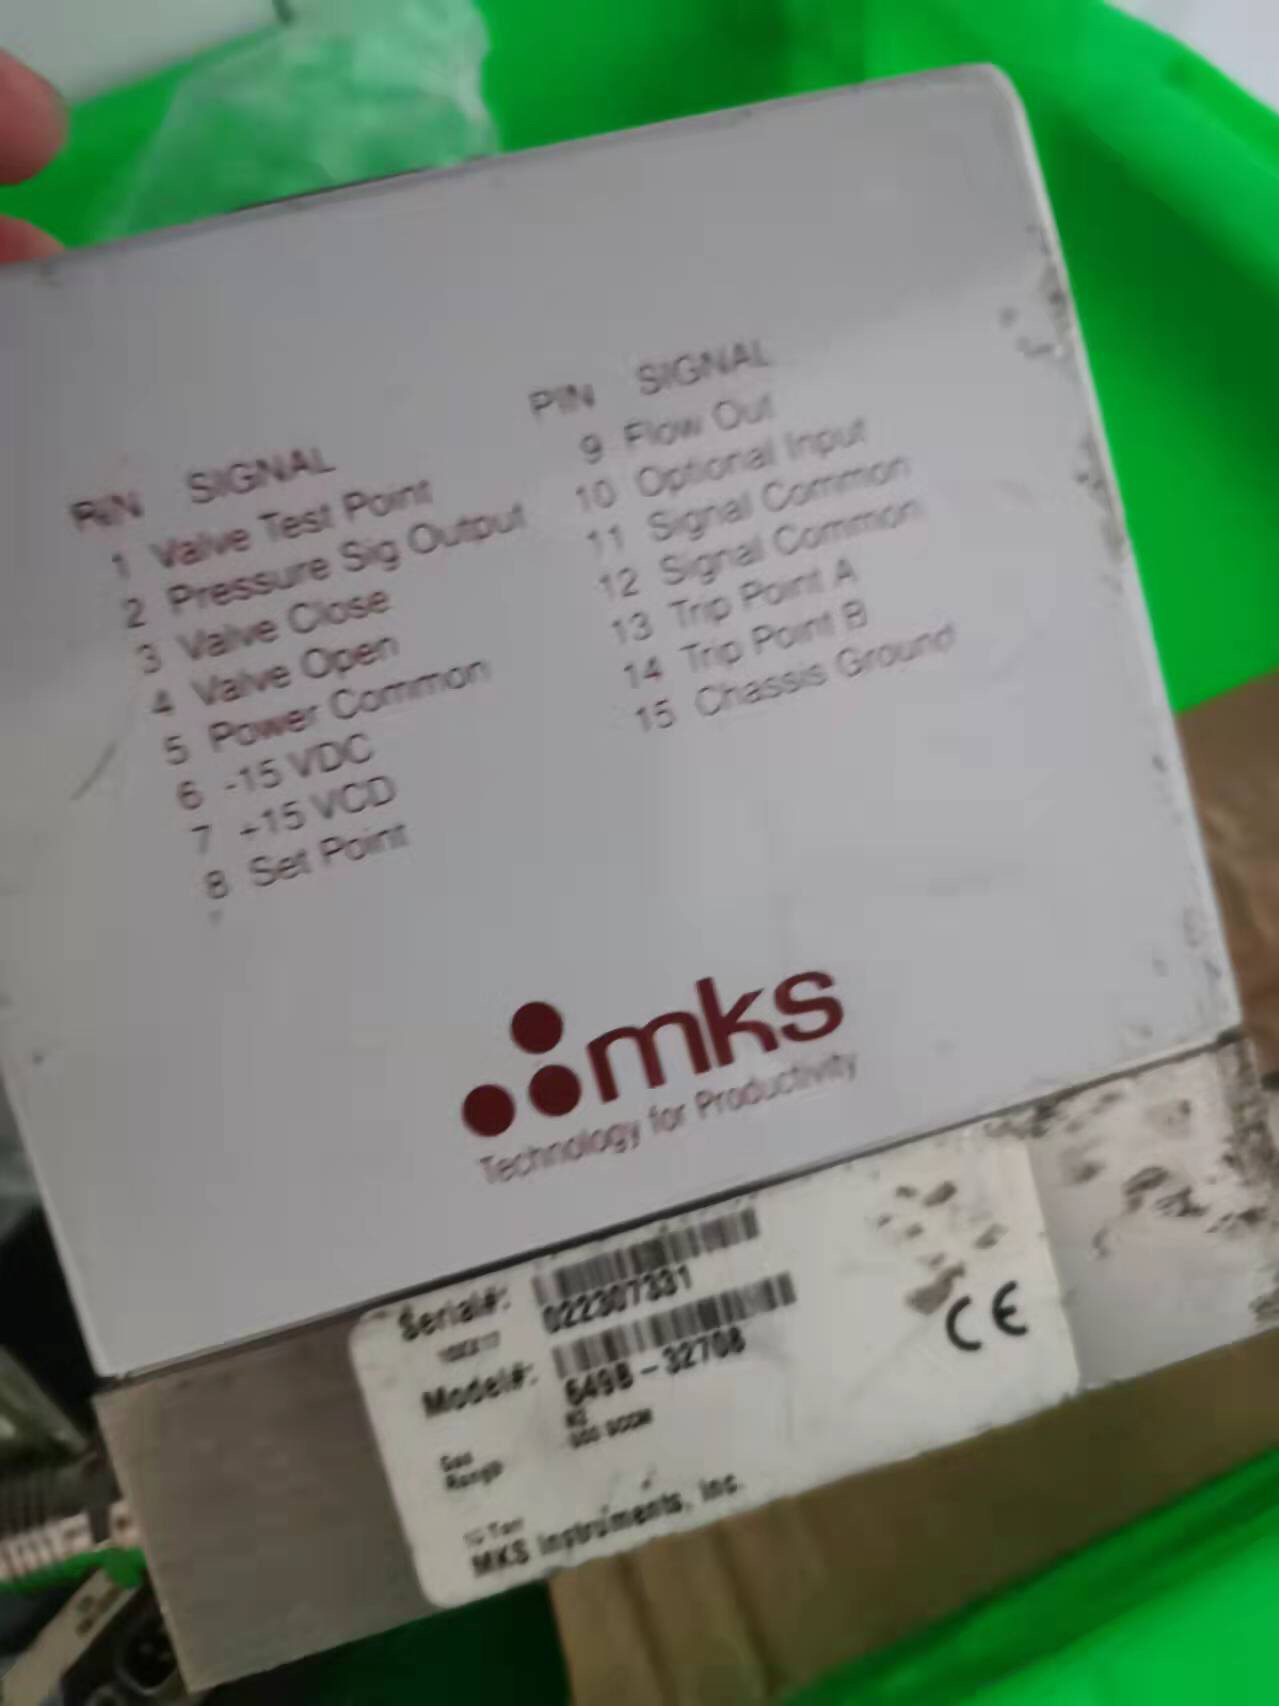 PIN SIGNAL
1 Valve Test Point
2 Pressure Sig Output
3 Valve Close
4 Valve Open
5 Power Common
6 -15 VDC
7 +15 VCD
8 Set Point
PIN SIGNAL
9 Flow Out
10 Optional Input
11 Signal Common
12 Signal Common
13 Trip Point A
14 Trip Point B
15 Chassis Ground
mks
Technology for Productivity
Serial#: 022307331
Model#: 649B-32708
Gas
Range
CE
MKS Instruments, Inc.